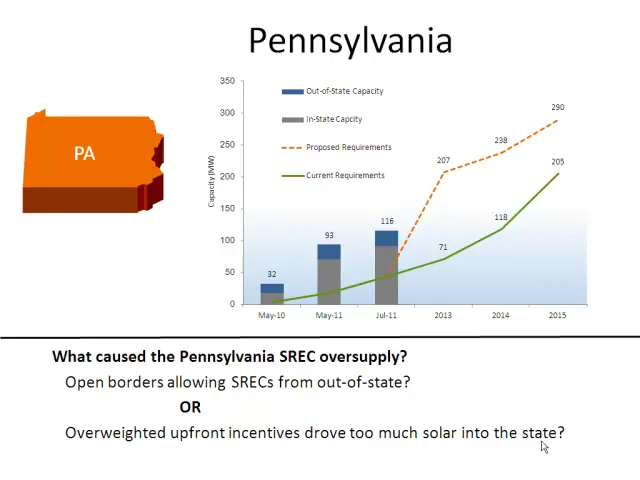 Pennsylvania
PA
Capacity (MW)
350
300
250
200
150
100
50
0
Out-of-State Capacity
In-State Capcity
Proposed Requirements
Current Requirements
32
93
116
207
238
290
71
118
205
May-10 May-11 Jul-11 2013 2014 2015
What caused the Pennsylvania SREC oversupply?
Open borders allowing SRECs from out-of-state?
OR
Overweighted upfront incentives drove too much solar into the state?